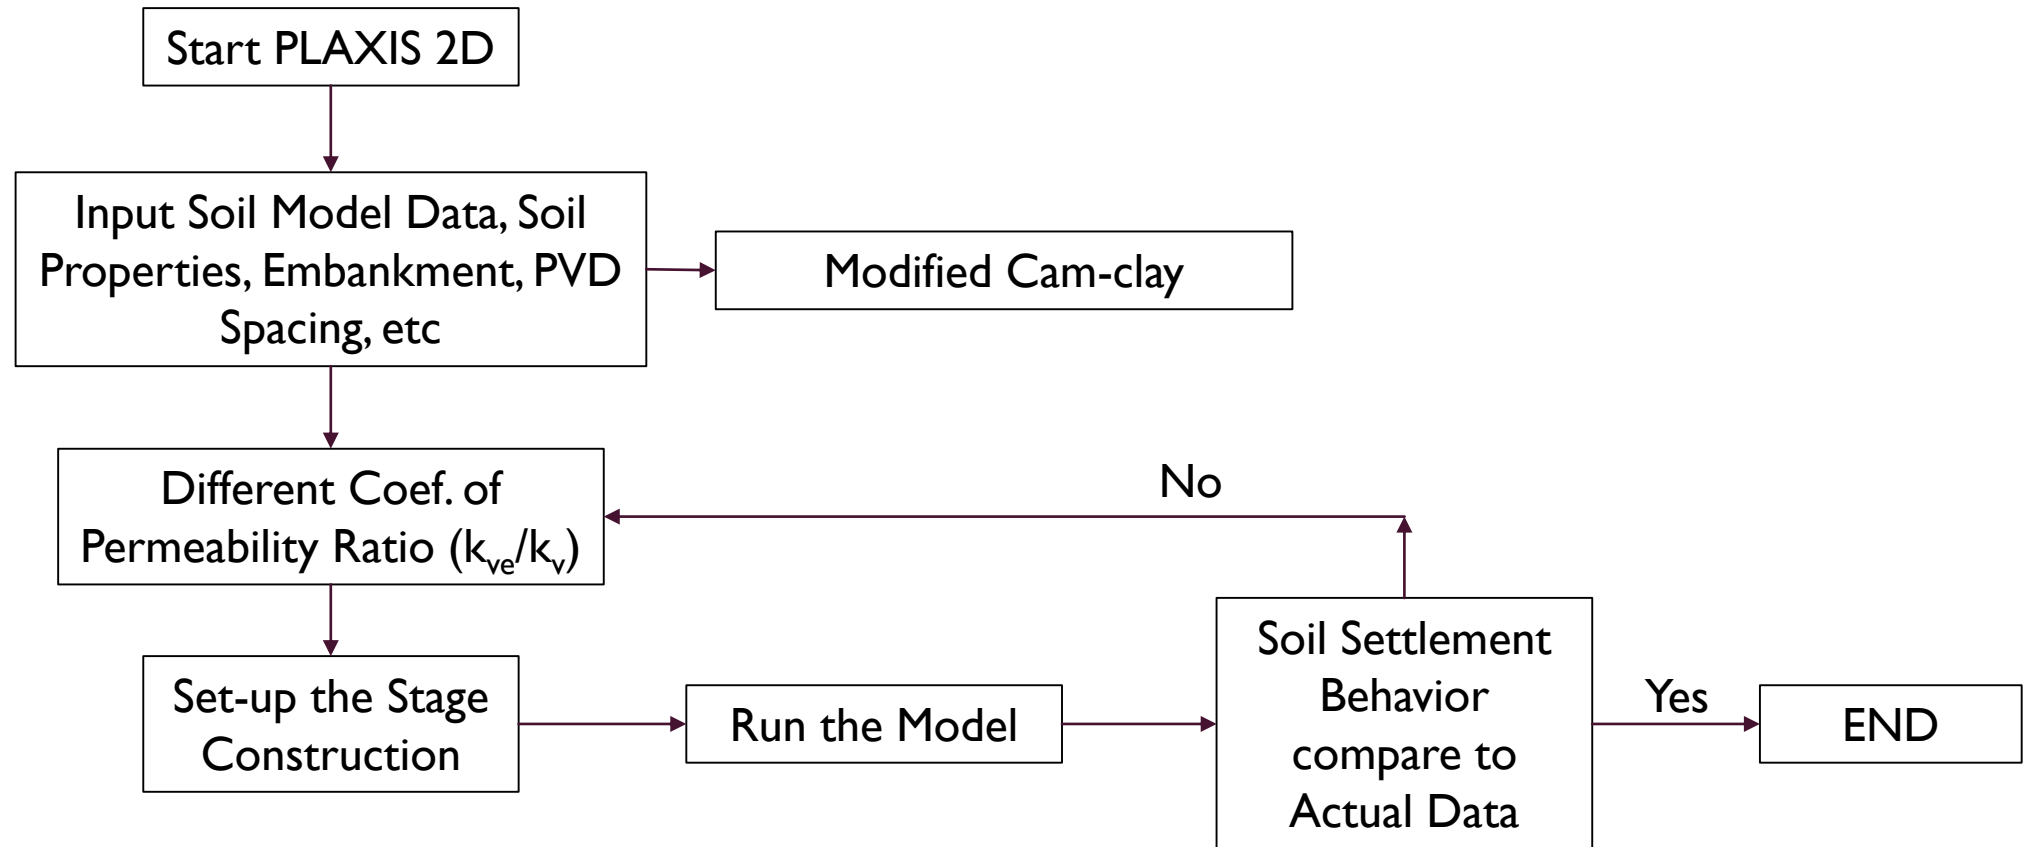 Start PLAXIS 2D
Input Soil Model Data, Soil
Properties, Embankment, PVD
Spacing, etc
Modified Cam-clay
Different Coef. of
Permeability Ratio (kve/kv)
No
Set-up the Stage
Construction
Run the Model
Soil Settlement
Behavior
compare to
Actual Data
Yes
END